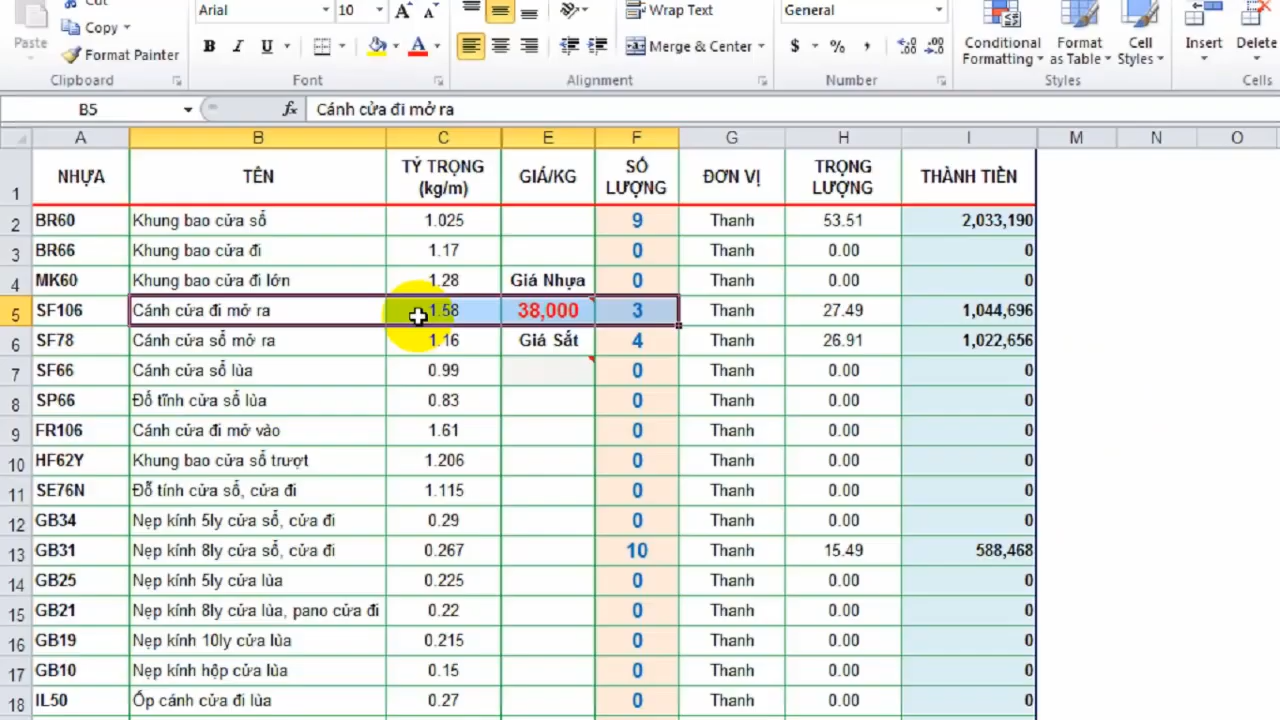 Cut
Arial 10 A A Wrap Text General
Paste Copy
Format Painter B I U A Merge & Center $ % , Conditional Formatting Format as Table Cell Styles Insert Delete
Clipboard Font Alignment Number Styles Cells
B5 fx Cánh cửa đi mở ra
A B C E F G H I M N O
1 NHỰA TÊN TỶ TRỌNG (kg/m) GIÁ/KG SỐ LƯỢNG ĐƠN VỊ TRỌNG LƯỢNG THÀNH TIỀN
2 BR60 Khung bao cửa sổ 1.025 9 Thanh 53.51 2,033,190
3 BR66 Khung bao cửa đi 1.17 0 Thanh 0.00 0
4 MK60 Khung bao cửa đi lớn 1.28 Giá Nhựa 0 Thanh 0.00 0
5 SF106 Cánh cửa đi mở ra 1.58 38,000 3 Thanh 27.49 1,044,696
6 SF78 Cánh cửa sổ mở ra 1.16 Giá Sắt 4 Thanh 26.91 1,022,656
7 SF66 Cánh cửa sổ lùa 0.99 0 Thanh 0.00 0
8 SP66 Đố tĩnh cửa sổ lùa 0.83 0 Thanh 0.00 0
9 FR106 Cánh cửa đi mở vào 1.61 0 Thanh 0.00 0
10 HF62Y Khung bao cửa sổ trượt 1.206 0 Thanh 0.00 0
11 SE76N Đỗ tính cửa sổ, cửa đi 1.115 0 Thanh 0.00 0
12 GB34 Nẹp kính 5ly cửa sổ, cửa đi 0.29 0 Thanh 0.00 0
13 GB31 Nẹp kính 8ly cửa sổ, cửa đi 0.267 10 Thanh 15.49 588,468
14 GB25 Nẹp kính 5ly cửa lùa 0.225 0 Thanh 0.00 0
15 GB21 Nẹp kính 8ly cửa lùa, pano cửa đi 0.22 0 Thanh 0.00 0
16 GB19 Nẹp kính 10ly cửa lùa 0.215 0 Thanh 0.00 0
17 GB10 Nẹp kính hộp cửa lùa 0.15 0 Thanh 0.00 0
18 IL50 Ốp cánh cửa đi lùa 0.27 0 Thanh 0.00 0